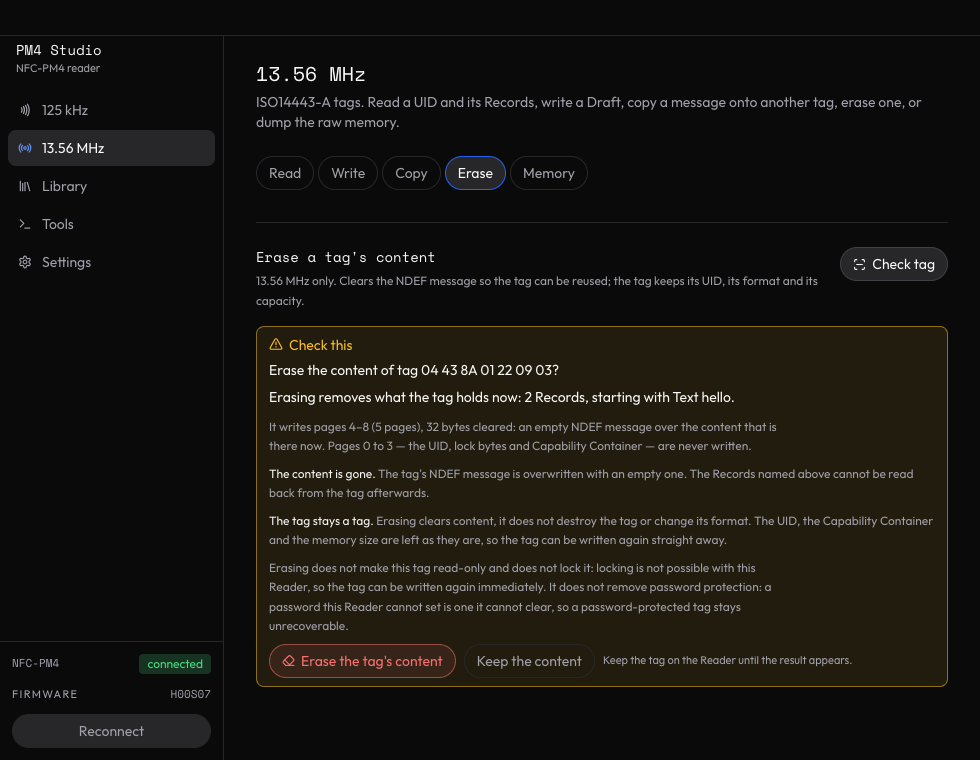 PM4 Studio
NFC-PM4 reader
125 kHz
13.56 MHz
Library
Tools
Settings
NFC-PM4
connected
FIRMWARE
H00S07
Reconnect
13.56 MHz
ISO14443-A tags. Read a UID and its Records, write a Draft, copy a message onto another tag, erase one, or
dump the raw memory.
Read
Write
Copy
Erase
Memory
Erase a tag's content
13.56 MHz only. Clears the NDEF message so the tag can be reused; the tag keeps its UID, its format and its
capacity.
Check tag
Check this
Erase the content of tag 04 43 8A 01 22 09 03?
Erasing removes what the tag holds now: 2 Records, starting with Text hello.
It writes pages 4–8 (5 pages), 32 bytes cleared: an empty NDEF message over the content that is
there now. Pages 0 to 3 — the UID, lock bytes and Capability Container — are never written.
The content is gone. The tag's NDEF message is overwritten with an empty one. The Records named above cannot be read
back from the tag afterwards.
The tag stays a tag. Erasing clears content, it does not destroy the tag or change its format. The UID, the Capability Container
and the memory size are left as they are, so the tag can be written again straight away.
Erasing does not make this tag read-only and does not lock it: locking is not possible with this
Reader, so the tag can be written again immediately. It does not remove password protection: a
password this Reader cannot set is one it cannot clear, so a password-protected tag stays
unrecoverable.
Erase the tag's content
Keep the content
Keep the tag on the Reader until the result appears.